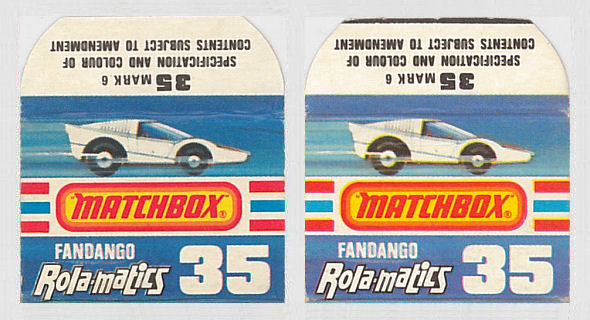 35 MARK 6
SPECIFICATION AND COLOUR OF
CONTENTS SUBJECT TO AMENDMENT
MATCHBOX®
FANDANGO
Rola-matics 35
35 MARK 6
SPECIFICATION AND COLOUR OF
CONTENTS SUBJECT TO AMENDMENT
MATCHBOX®
FANDANGO
Rola-matics 35